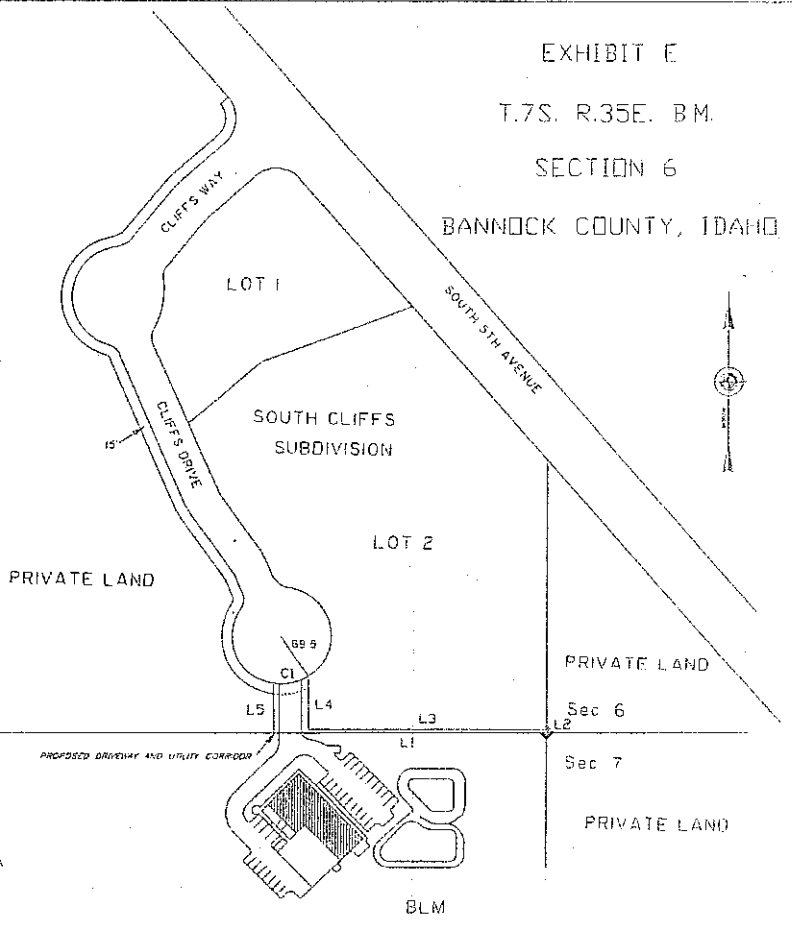 EXHIBIT E
T.7S. R.35E. B M.
SECTION 6
BANNOCK COUNTY, IDAHO
CLIFFS WAY
LOT 1
SOUTH 5TH AVENUE
CLIFFS DRIVE
15'
SOUTH CLIFFS
SUBDIVISION
LOT 2
PRIVATE LAND
69.5
C1
PRIVATE LAND
L5
L4
L3
L2
Sec 6
L1
PROPOSED DRIVEWAY AND UTILITY CORRIDOR
Sec 7
PRIVATE LAND
BLM